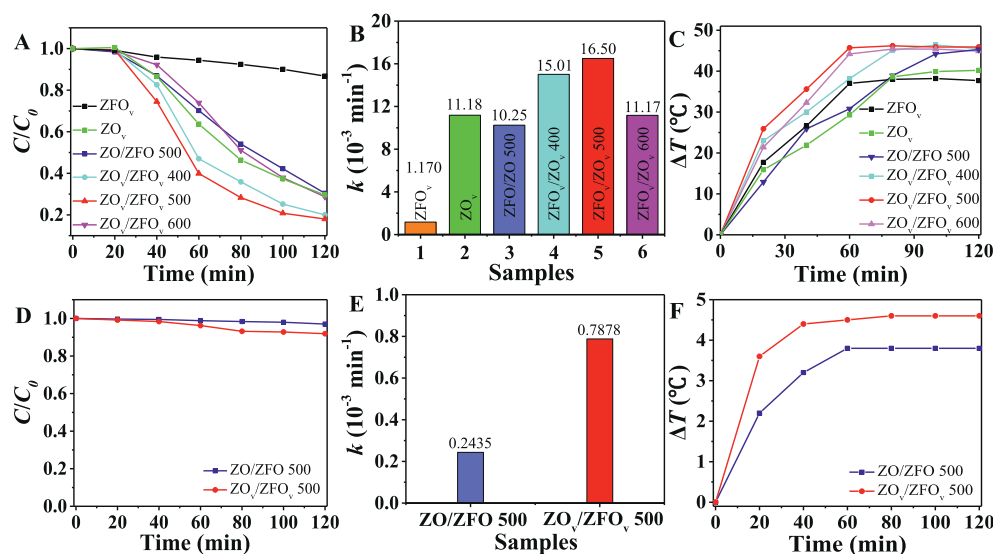 A
C/C₀
1.0
0.8
0.6
0.4
0.2
ZFOᵥ
ZOᵥ
ZO/ZFO 500
ZOᵥ/ZFOᵥ 400
ZOᵥ/ZFOᵥ 500
ZOᵥ/ZFOᵥ 600
0 20 40 60 80 100 120
Time (min)
B
k (10⁻³ min⁻¹)
20
16
12
8
4
0
1.170
11.18
10.25
15.01
16.50
11.17
ZFOᵥ
ZOᵥ
ZFO/ZO 500
ZFOᵥ/ZOᵥ 400
ZFOᵥ/ZOᵥ 500
ZFOᵥ/ZOᵥ 600
1 2 3 4 5 6
Samples
C
ΔT (℃)
50
40
30
20
10
0
ZFOᵥ
ZOᵥ
ZO/ZFO 500
ZOᵥ/ZFOᵥ 400
ZOᵥ/ZFOᵥ 500
ZOᵥ/ZFOᵥ 600
0 30 60 90 120
Time (min)
D
C/C₀
1.0
0.8
0.6
0.4
0.2
0.0
ZO/ZFO 500
ZOᵥ/ZFOᵥ 500
0 20 40 60 80 100 120
Time (min)
E
k (10⁻³ min⁻¹)
1.0
0.8
0.6
0.4
0.2
0.0
0.2435
0.7878
ZO/ZFO 500 ZOᵥ/ZFOᵥ 500
Samples
F
ΔT (℃)
5
4
3
2
1
0
ZO/ZFO 500
ZOᵥ/ZFOᵥ 500
0 20 40 60 80 100 120
Time (min)